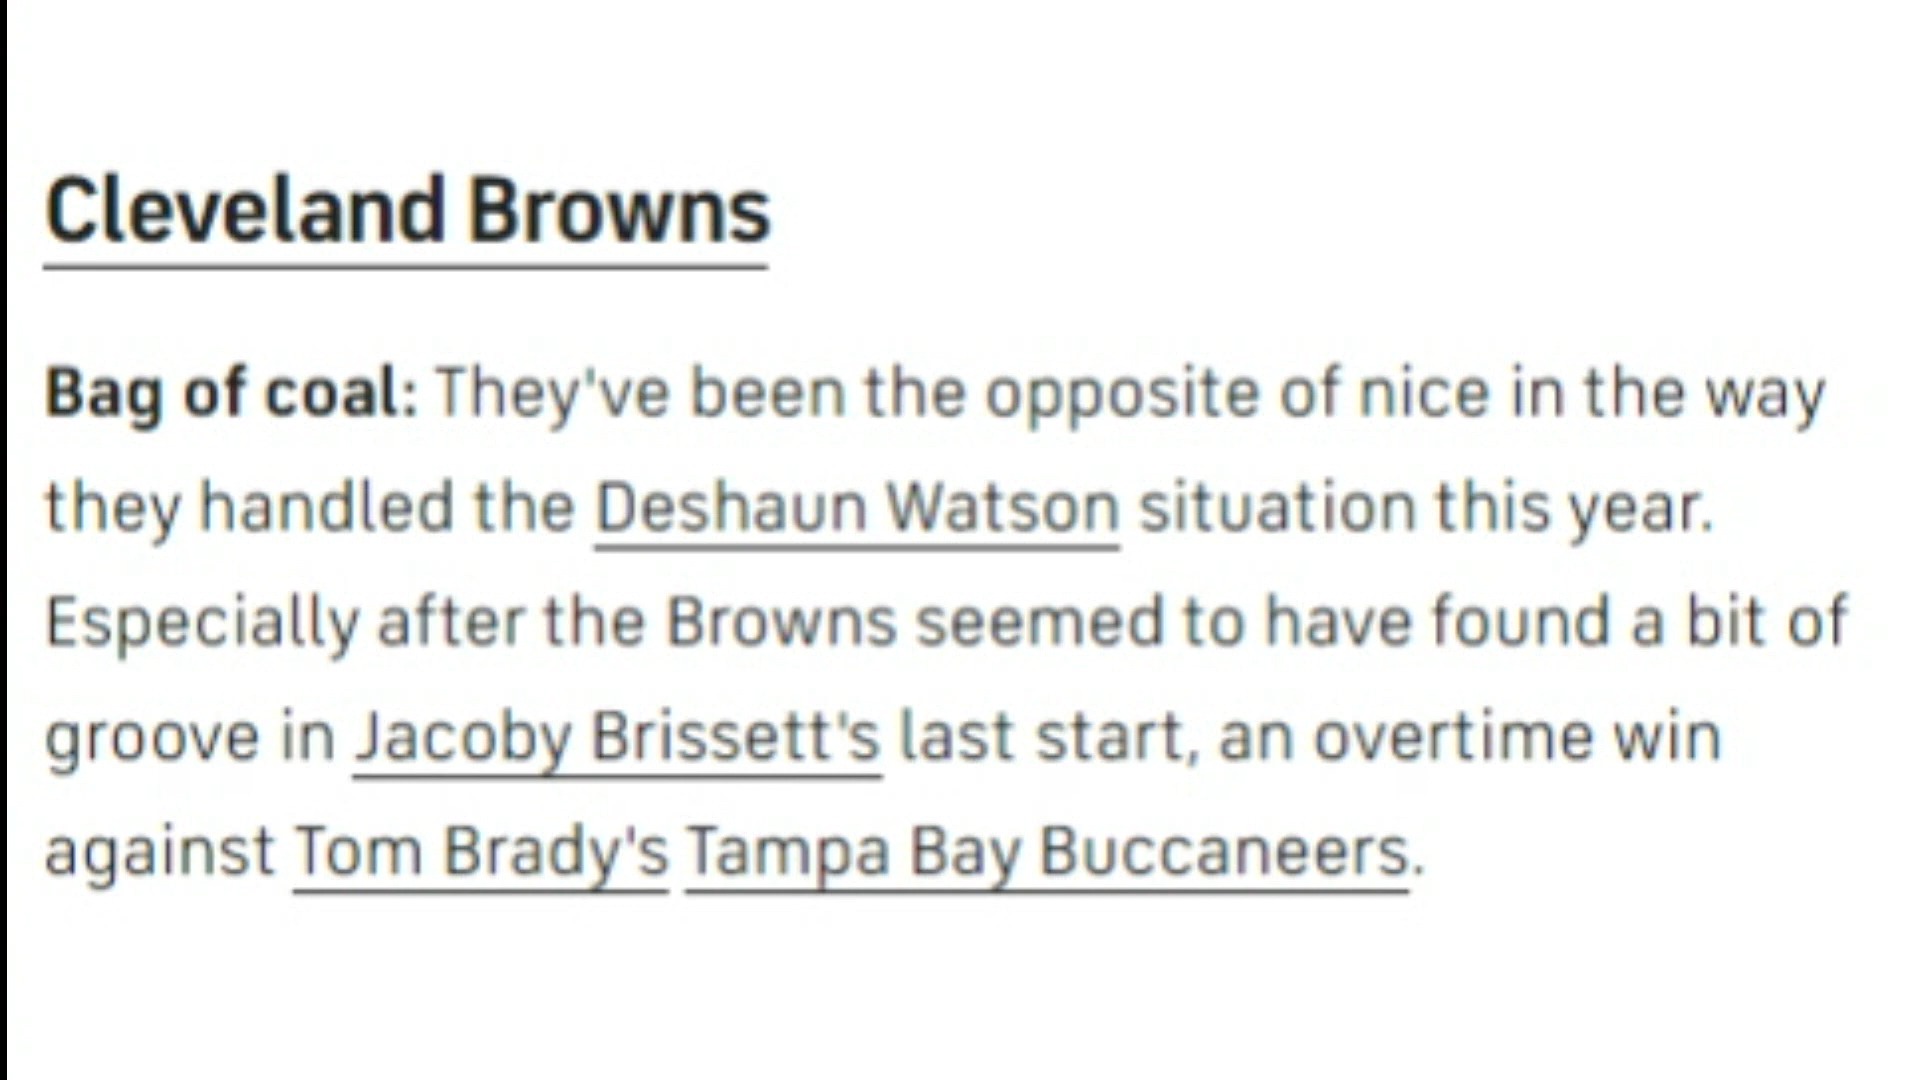 Cleveland Browns
Bag of coal: They've been the opposite of nice in the way
they handled the Deshaun Watson situation this year.
Especially after the Browns seemed to have found a bit of
groove in Jacoby Brissett's last start, an overtime win
against Tom Brady's Tampa Bay Buccaneers.